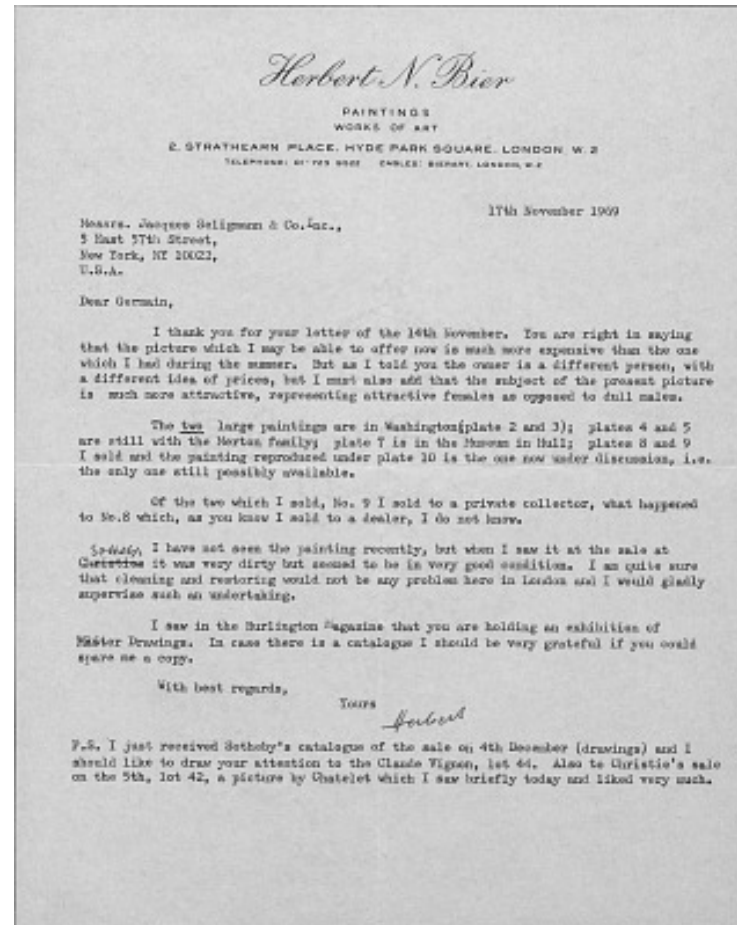 Herbert N. Bier
PAINTINGS
WORKS OF ART
2, STRATHEARN PLACE, HYDE PARK SQUARE, LONDON, W. 2
TELEPHONE: 01-723 CABLES: LONDON, W.2
17th November 1969
Messrs. Jacques Seligmann & Co.Inc.,
5 East 57th Street,
New York, NY 10022,
U.S.A.
Dear Germain,
I thank you for your letter of the 14th November. You are right in saying
that the picture which I may be able to offer now is much more expensive than the one
which I had during the summer. But as I told you the owner is a different person, with
a different idea of prices, but I must also add that the subject of the present picture
is much more attractive, representing attractive females as opposed to dull males.
The two large paintings are in Washington(plate 2 and 3); plates 4 and 5
are still with the Morton family; plate 7 is in the Museum in Hull; plates 8 and 9
I sold and the painting reproduced under plate 10 is the one now under discussion, i.e.
the only one still possibly available.
Of the two which I sold, No. 9 I sold to a private collector, what happened
to No.8 which, as you know I sold to a dealer, I do not know.
I have not seen the painting recently, but when I saw it at the sale at
Sotheby, Christies it was very dirty but seemed to be in very good condition. I am quite sure
that cleaning and restoring would not be any problem here in London and I would gladly
supervise such an undertaking.
I saw in the Burlington Magazine that you are holding an exhibition of
Master Drawings. In case there is a catalogue I should be very grateful if you could
spare me a copy.
With best regards,
Yours
Herbert
P.S. I just received Sotheby's catalogue of the sale on 4th December (drawings) and I
should like to draw your attention to the Claude Vignon, lot 44. Also to Christie's sale
on the 5th, lot 42, a picture by Chatelet which I saw briefly today and liked very much.